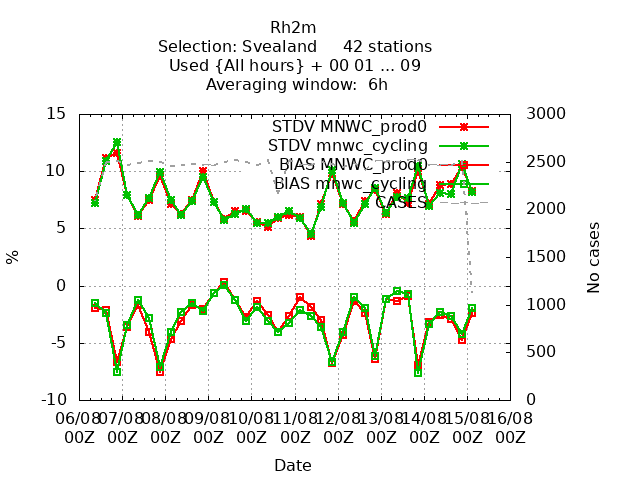 Rh2m
Selection: Svealand     42 stations
Used {All hours} + 00 01 ... 09
Averaging window:  6h
15
10
5
0
-5
-10
%
3000
2500
2000
1500
1000
500
0
No cases
STDV MNWC_prod0
STDV mnwc_cycling
BIAS MNWC_prod0
BIAS mnwc_cycling
CASES
06/08 07/08 08/08 09/08 10/08 11/08 12/08 13/08 14/08 15/08 16/08
00Z 00Z 00Z 00Z 00Z 00Z 00Z 00Z 00Z 00Z 00Z
Date